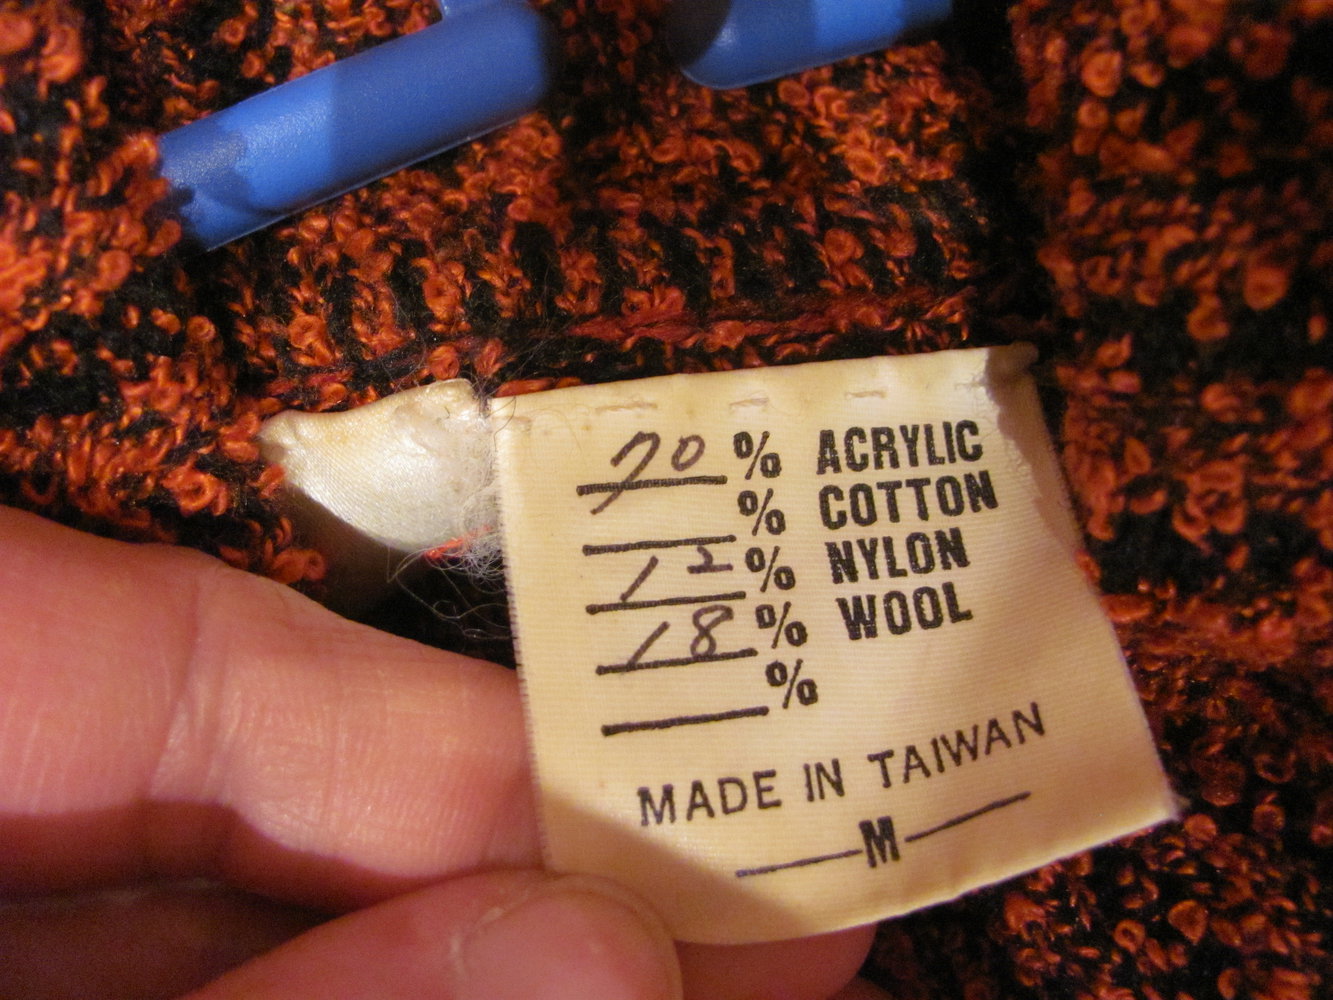 70% ACRYLIC
% COTTON
12% NYLON
18% WOOL
%
MADE IN TAIWAN
M